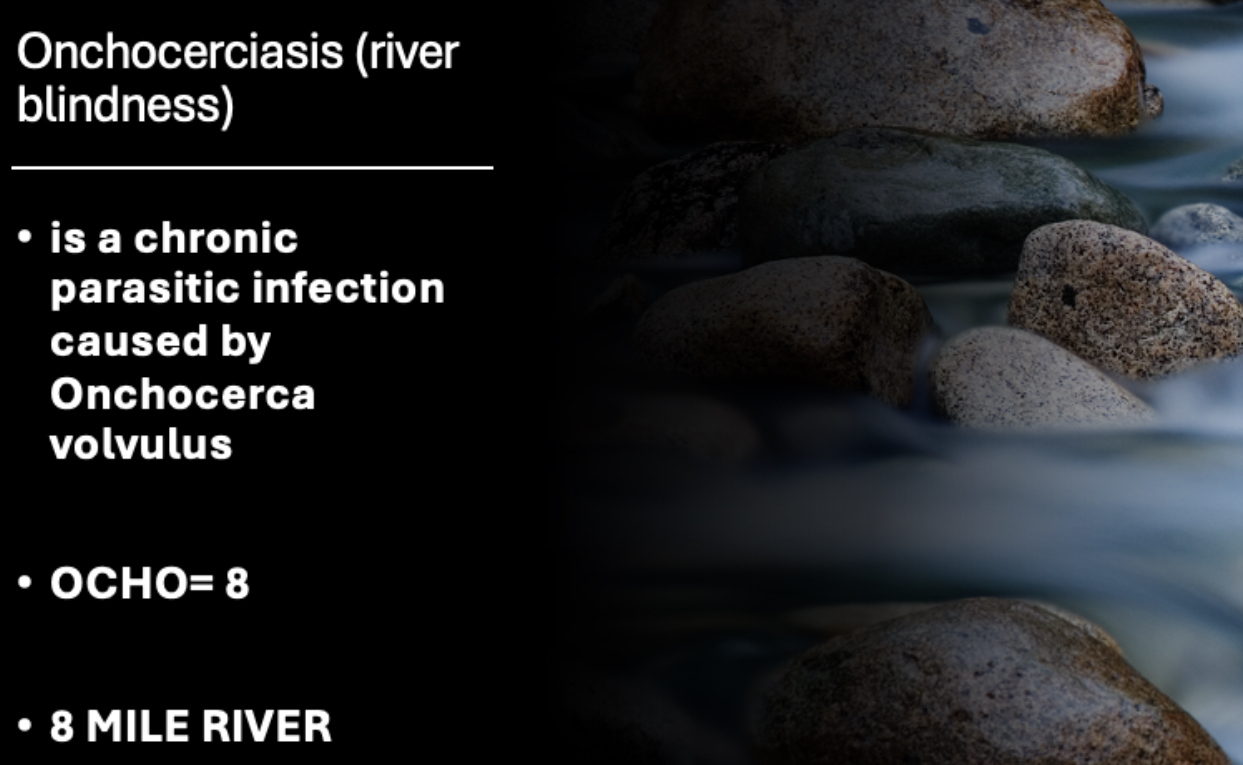 Onchocerciasis (river
blindness)
• is a chronic
parasitic infection
caused by
Onchocerca
volvulus
• OCHO= 8
• 8 MILE RIVER